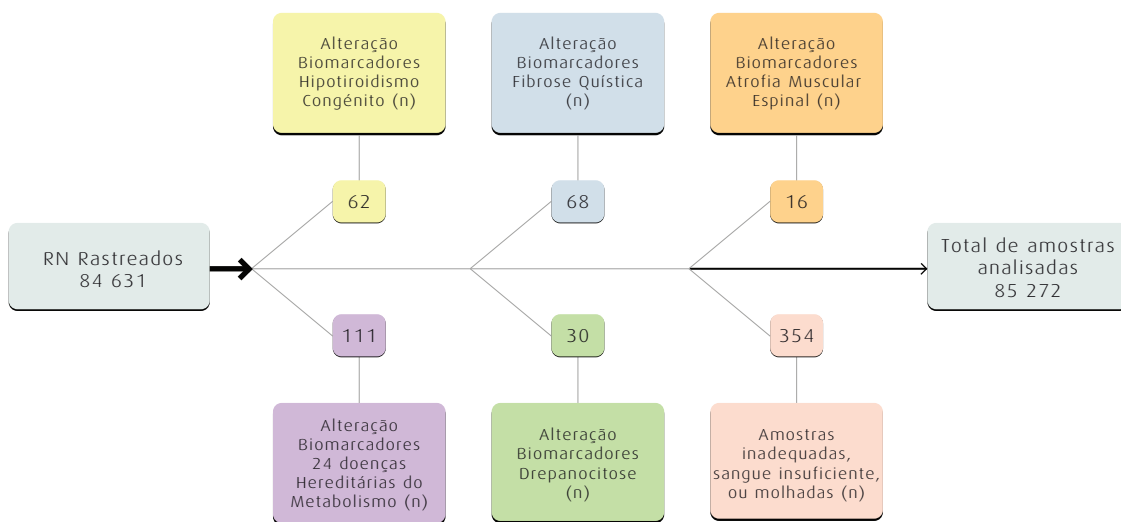 Alteração
Biomarcadores
Hipotiroidismo
Congénito (n)
Alteração
Biomarcadores
Fibrose Quística
(n)
Alteração
Biomarcadores
Atrofia Muscular
Espinal (n)
62
68
16
RN Rastreados
84 631
Total de amostras
analisadas
85 272
111
30
354
Alteração
Biomarcadores
24 doenças
Hereditárias do
Metabolismo (n)
Alteração
Biomarcadores
Drepanocitose
(n)
Amostras
inadequadas,
sangue insuficiente,
ou molhadas (n)